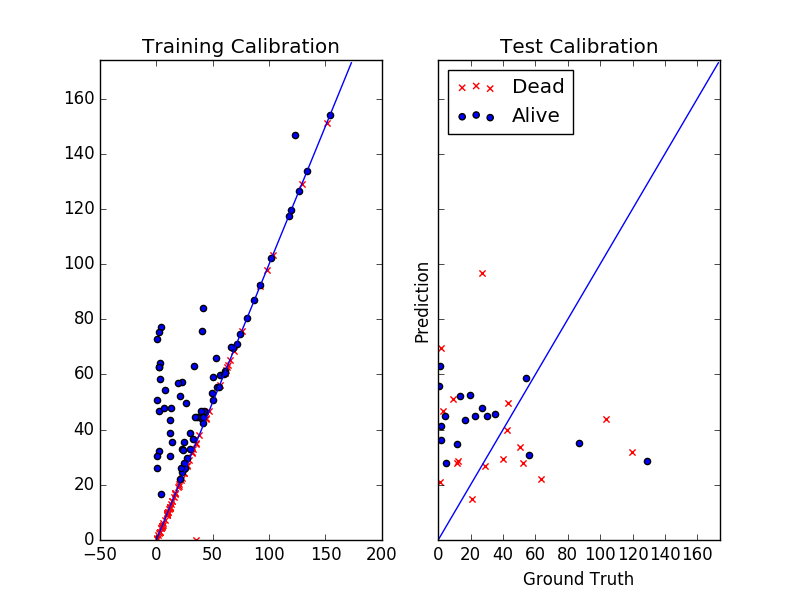 Training Calibration
160
140
120
100
80
60
40
20
0
−50 0 50 100 150 200
Test Calibration
Dead
Alive
Prediction
0 20 40 60 80 100 120 140 160
Ground Truth